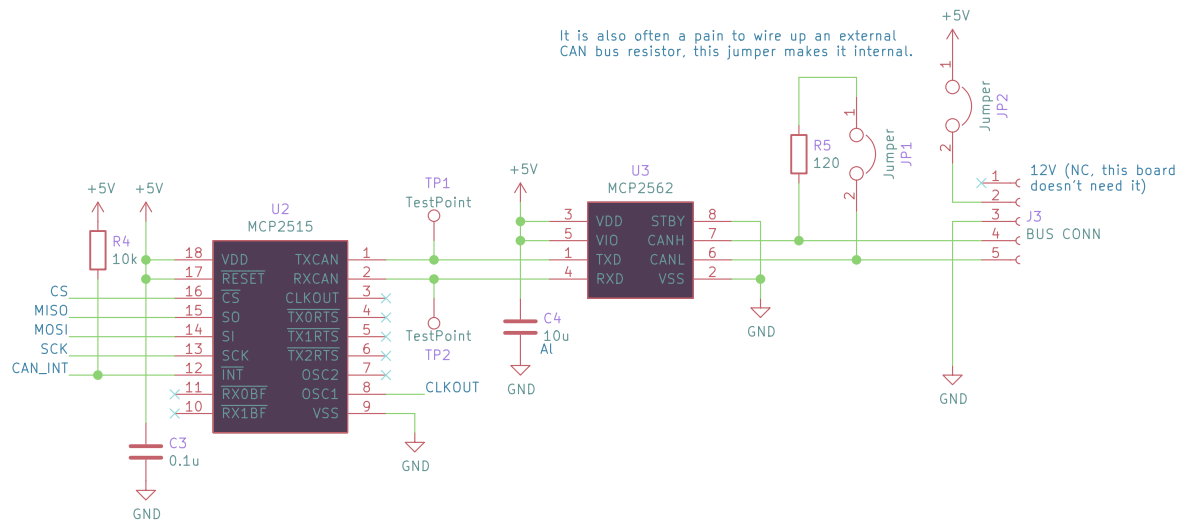 It is also often a pain to wire up an external
CAN bus resistor, this jumper makes it internal.
+5V
1
2
Jumper
JP2
1
2
Jumper
JP1
R5
120
12V (NC, this board
doesn't need it)
1
2
3
4
5
J3
BUS CONN
GND
+5V
U3
MCP2562
3 VDD STBY 8
5 VIO CANH 7
1 TXD CANL 6
4 RXD VSS 2
GND
C4
10u
Al
GND
TP1
TestPoint
TestPoint
TP2
+5V
+5V
R4
10k
U2
MCP2515
18 VDD TXCAN 1
17 RESET RXCAN 2
CS 16 CS CLKOUT 3
MISO 15 SO TX0RTS 4
MOSI 14 SI TX1RTS 5
SCK 13 SCK TX2RTS 6
CAN_INT 12 INT OSC2 7
11 RX0BF OSC1 8 CLKOUT
10 RX1BF VSS 9
GND
C3
0.1u
GND